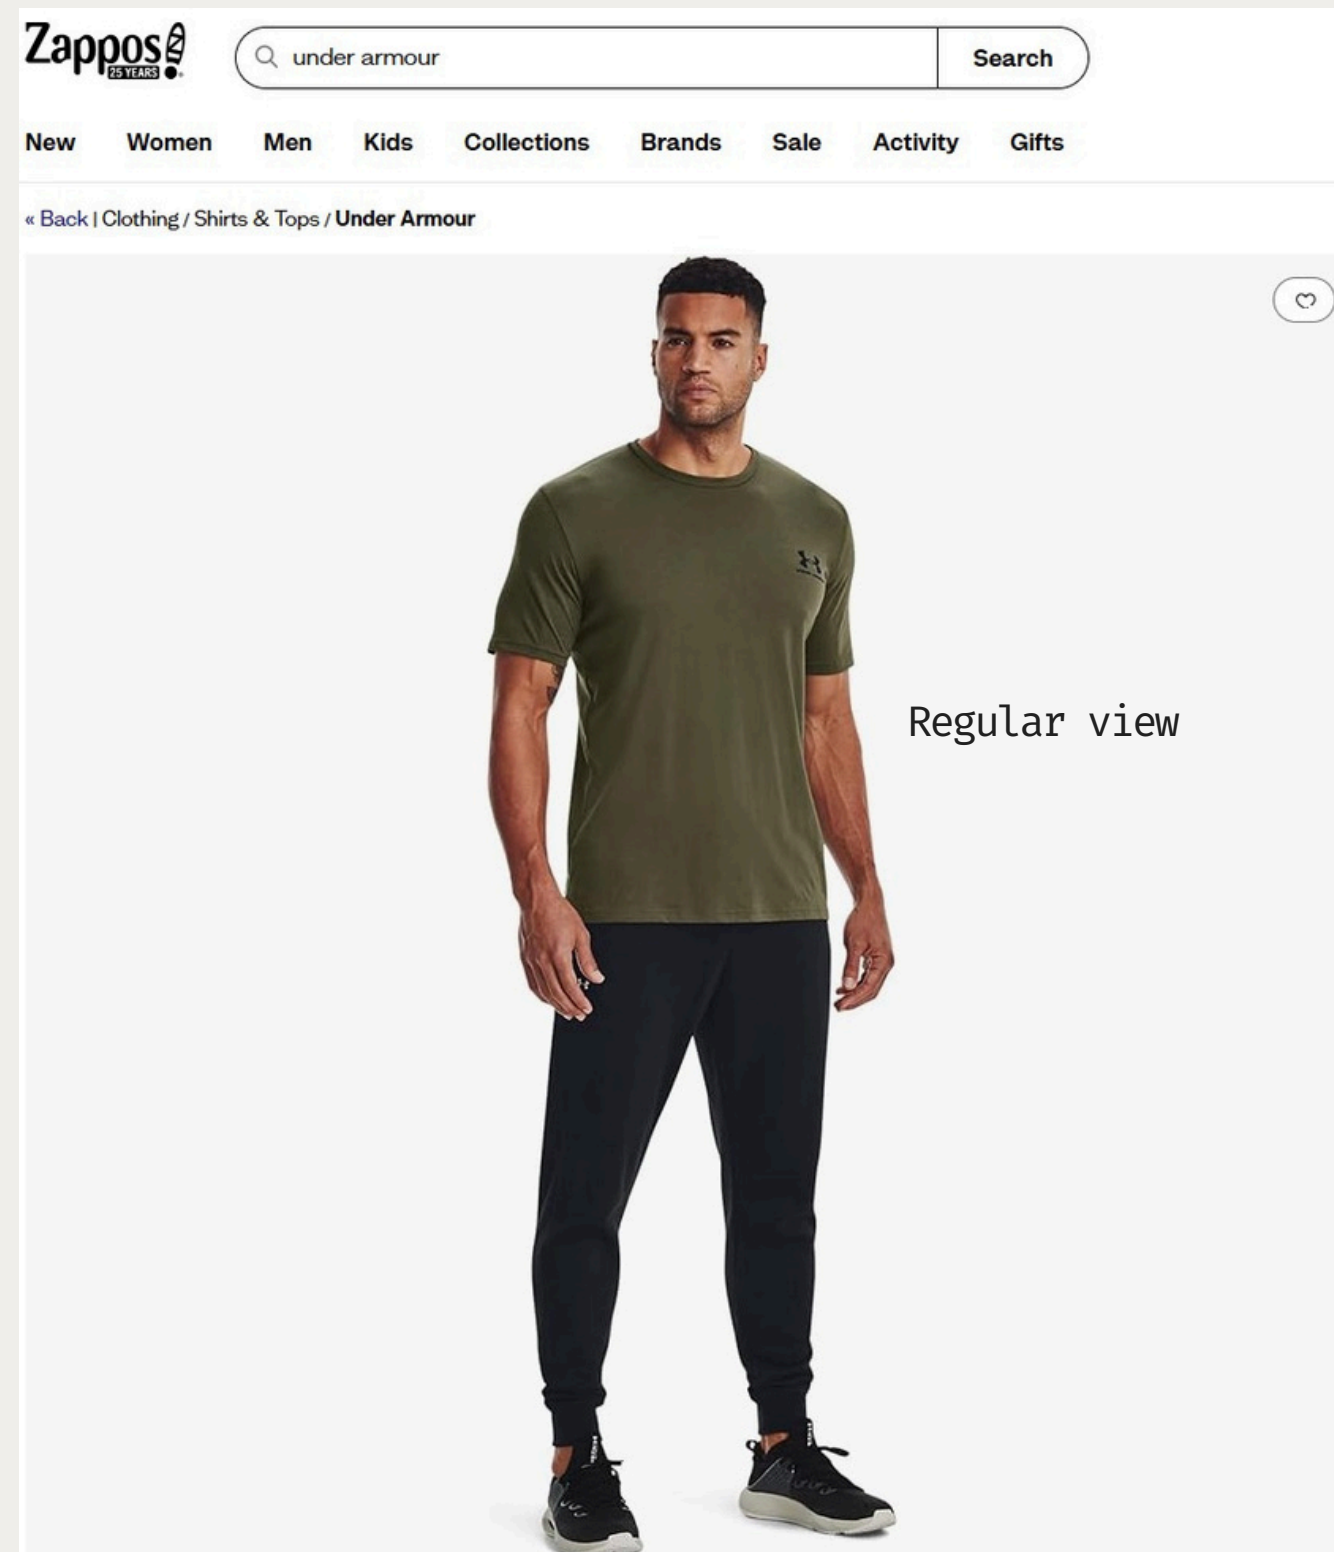 Zappos
25 YEARS
under armour
Search
New Women Men Kids Collections Brands Sale Activity Gifts
« Back | Clothing / Shirts & Tops / Under Armour
Regular view